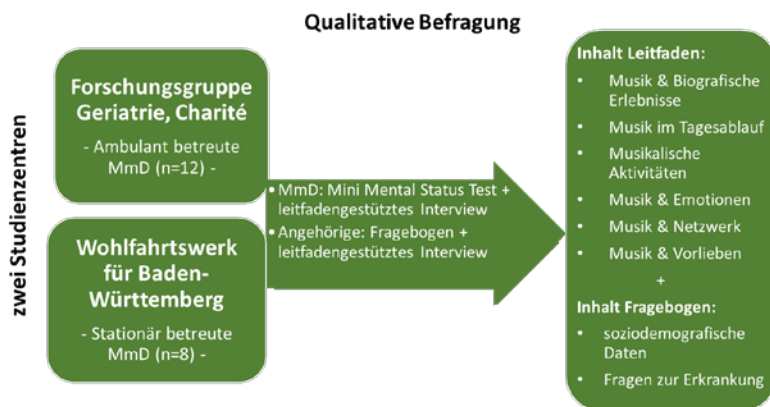 Qualitative Befragung
zwei Studienzentren
Forschungsgruppe
Geriatrie, Charité
- Ambulant betreute
MmD (n=12) -
Wohlfahrtswerk
für Baden-
Württemberg
- Stationär betreute
MmD (n=8) -
• MmD: Mini Mental Status Test +
leitfadengestütztes Interview
• Angehörige: Fragebogen +
leitfadengestütztes Interview
Inhalt Leitfaden:
• Musik & Biografische
Erlebnisse
• Musik im Tagesablauf
• Musikalische
Aktivitäten
• Musik & Emotionen
• Musik & Netzwerk
• Musik & Vorlieben
+
Inhalt Fragebogen:
• soziodemografische
Daten
• Fragen zur Erkrankung